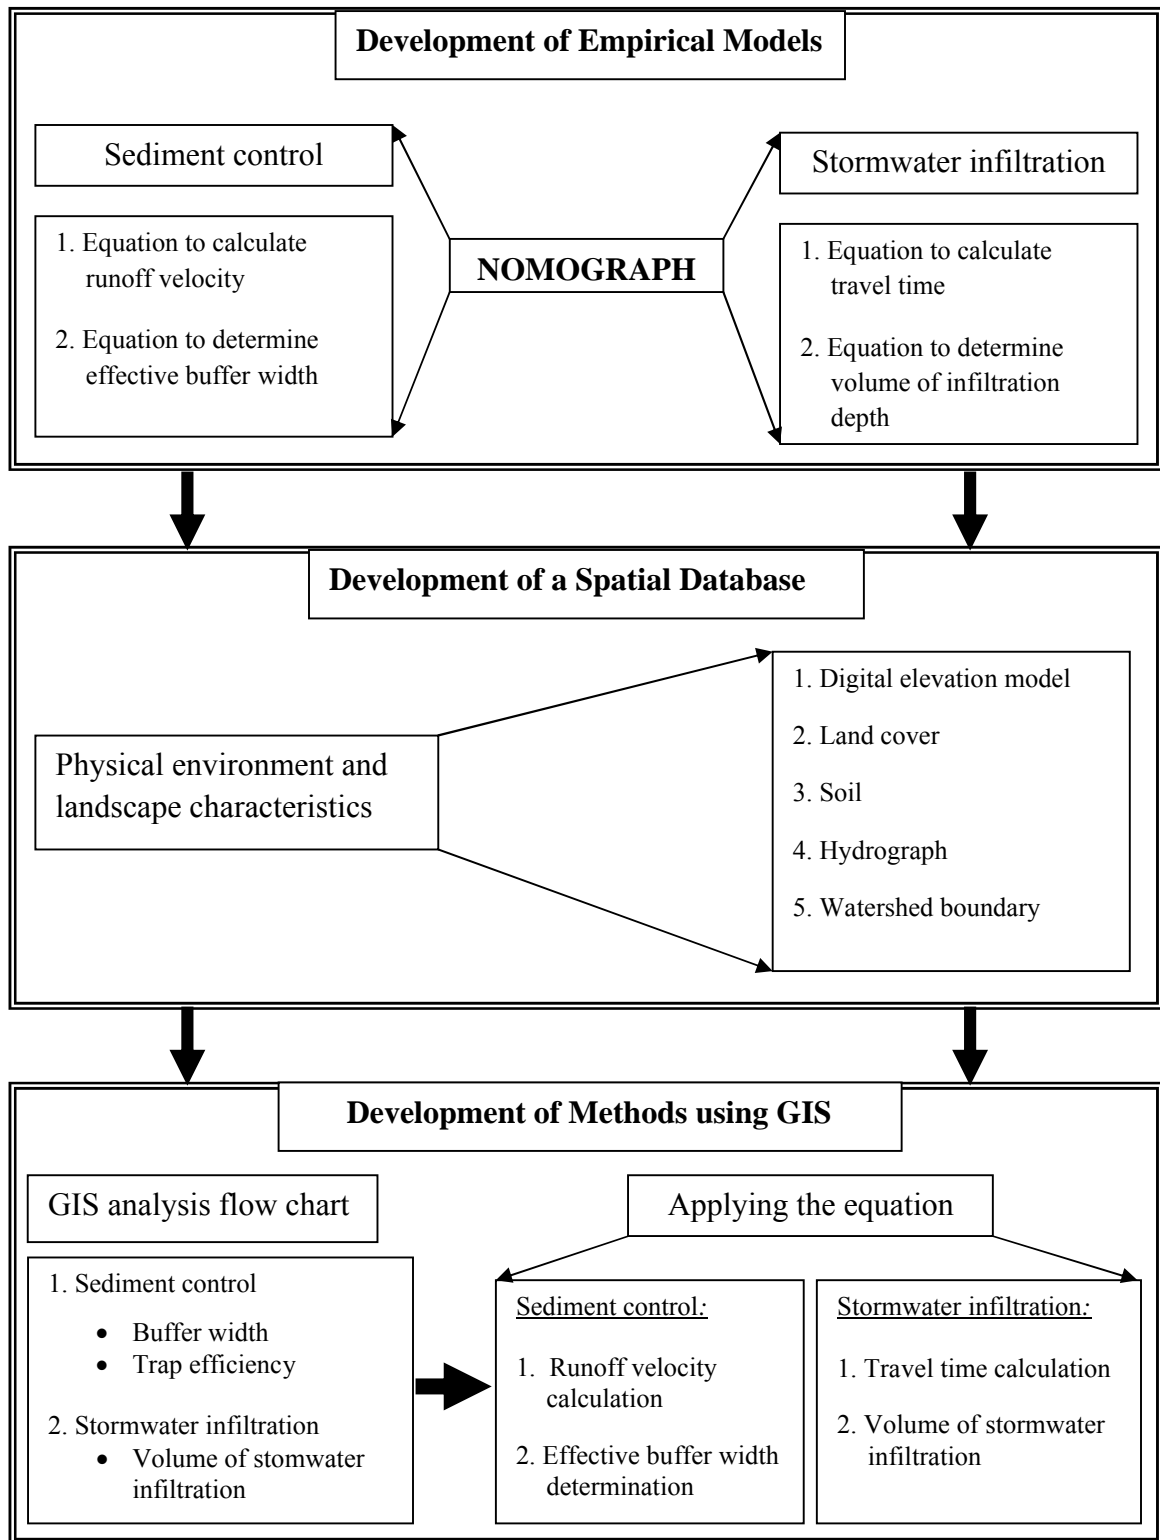 Development of Empirical Models
Sediment control
1. Equation to calculate
runoff velocity
2. Equation to determine
effective buffer width
NOMOGRAPH
Stormwater infiltration
1. Equation to calculate
travel time
2. Equation to determine
volume of infiltration
depth
Development of a Spatial Database
Physical environment and
landscape characteristics
1. Digital elevation model
2. Land cover
3. Soil
4. Hydrograph
5. Watershed boundary
Development of Methods using GIS
GIS analysis flow chart
1. Sediment control
• Buffer width
• Trap efficiency
2. Stormwater infiltration
• Volume of stomwater
infiltration
Applying the equation
Sediment control:
1. Runoff velocity
calculation
2. Effective buffer width
determination
Stormwater infiltration:
1. Travel time calculation
2. Volume of stormwater
infiltration